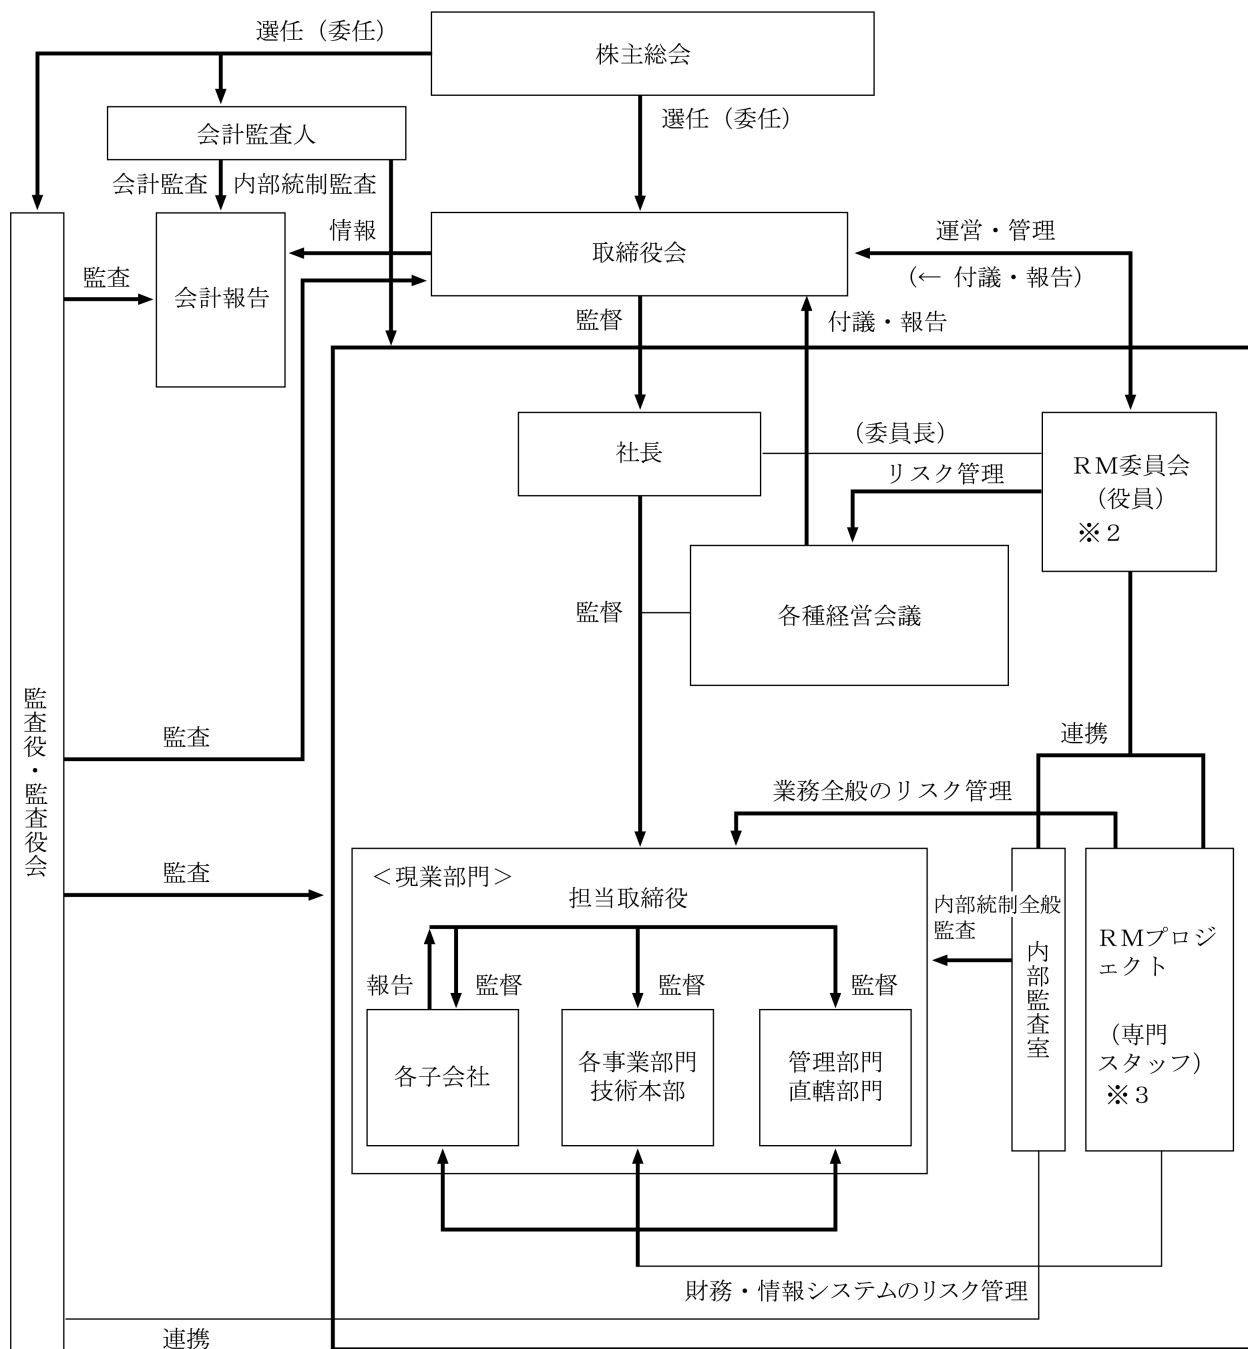 選任（委任）
株主総会
選任（委任）
会計監査人
会計監査
内部統制監査
情報
取締役会
運営・管理
（← 付議・報告）
監査
会計報告
監督
付議・報告
社長
（委員長）
リスク管理
ＲＭ委員会
（役員）
※２
監督
各種経営会議
監査役・監査役会
監査
連携
業務全般のリスク管理
監査
＜現業部門＞
担当取締役
内部統制全般
監査
報告
監督
監督
監督
各子会社
各事業部門
技術本部
管理部門
直轄部門
内部監査室
ＲＭプロジ
ェクト
（専門
スタッフ）
※３
財務・情報システムのリスク管理
連携